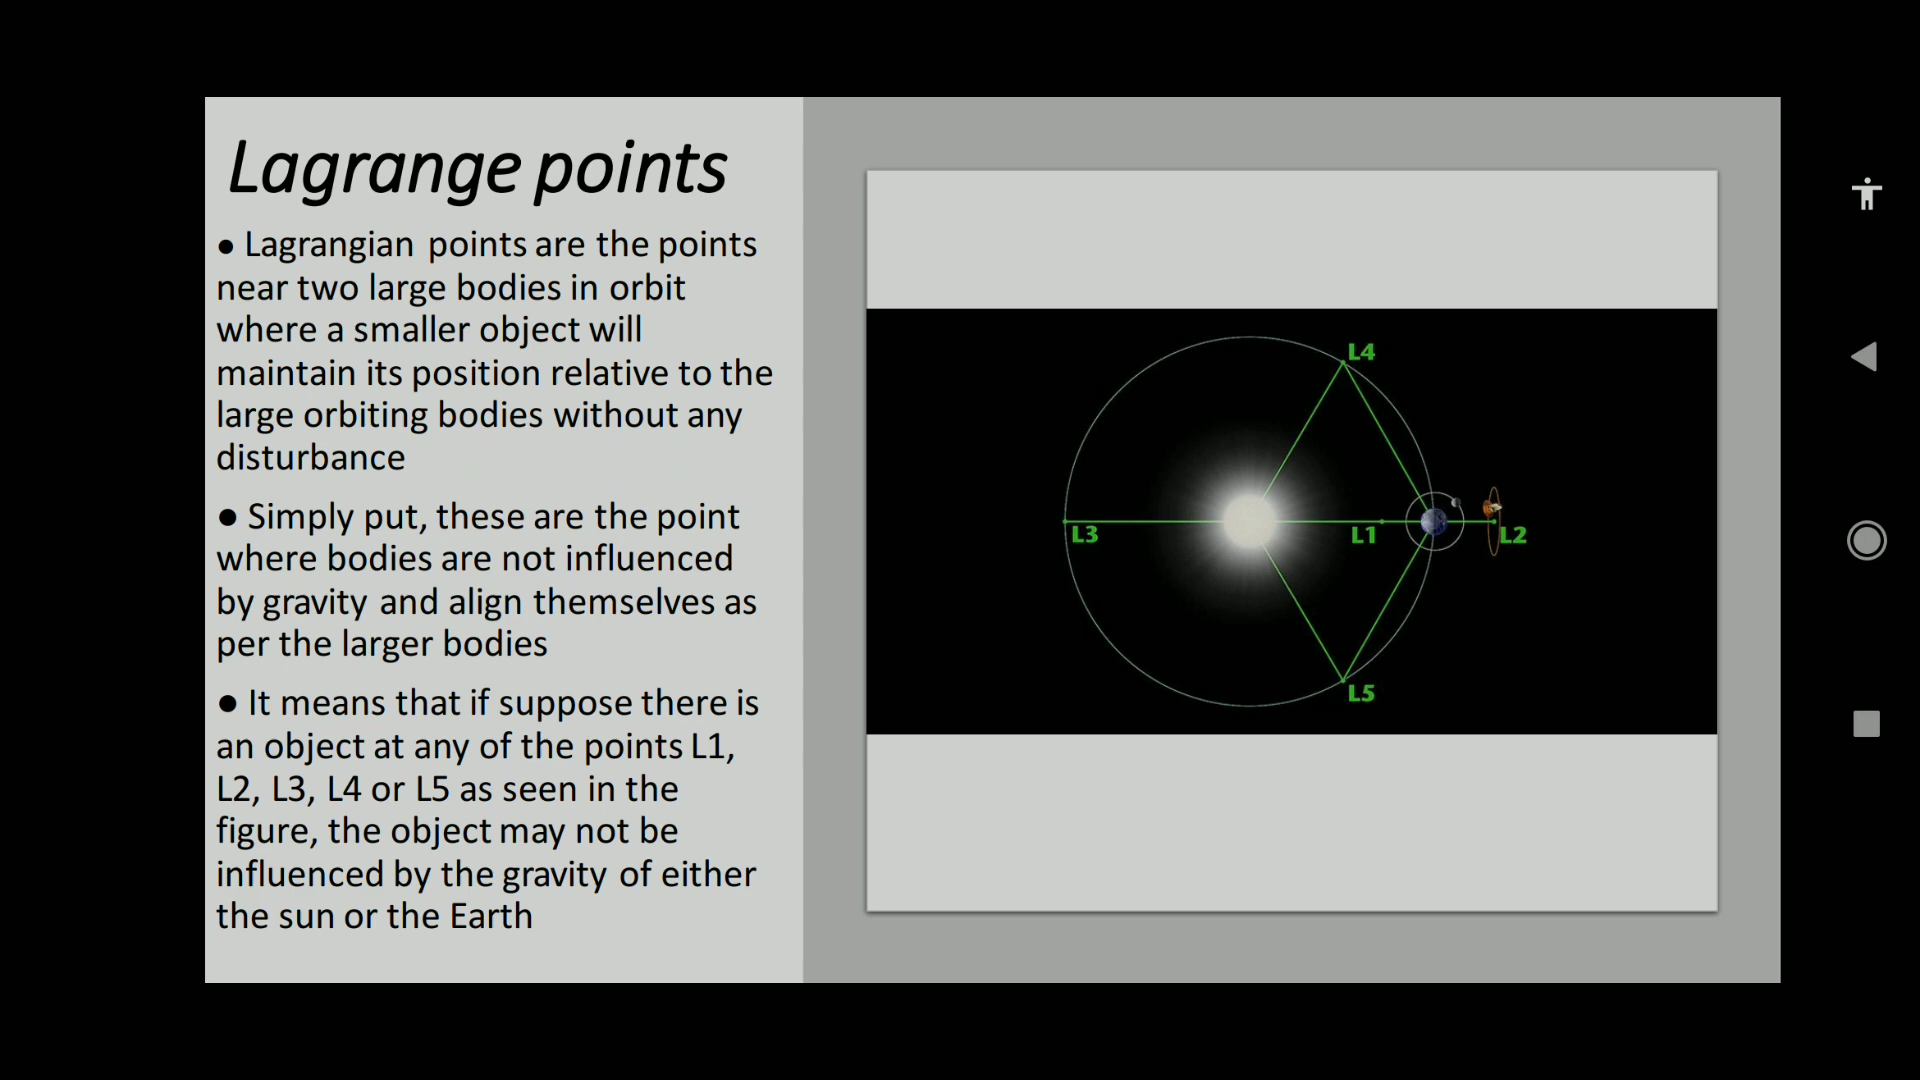 Lagrange points
● Lagrangian points are the points
near two large bodies in orbit
where a smaller object will
maintain its position relative to the
large orbiting bodies without any
disturbance
● Simply put, these are the point
where bodies are not influenced
by gravity and align themselves as
per the larger bodies
● It means that if suppose there is
an object at any of the points L1,
L2, L3, L4 or L5 as seen in the
figure, the object may not be
influenced by the gravity of either
the sun or the Earth
L4
L3
L1
L2
L5